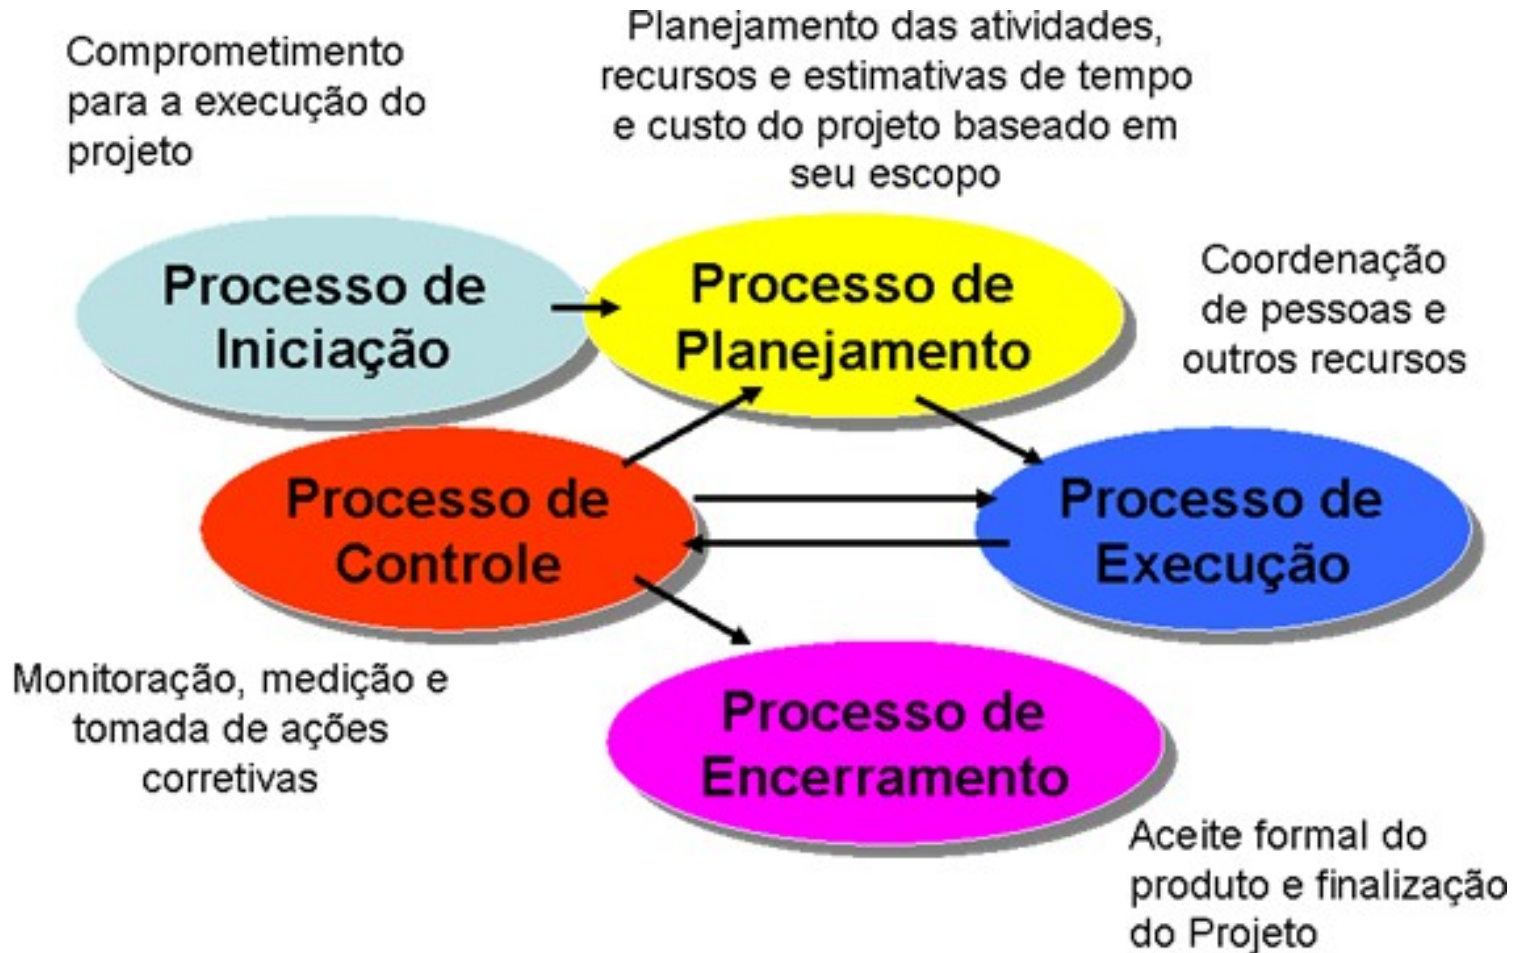 Comprometimento
para a execução do
projeto
Planejamento das atividades,
recursos e estimativas de tempo
e custo do projeto baseado em
seu escopo
Processo de
Iniciação
Processo de
Planejamento
Coordenação
de pessoas e
outros recursos
Processo de
Controle
Processo de
Execução
Monitoração, medição e
tomada de ações
corretivas
Processo de
Encerramento
Aceite formal do
produto e finalização
do Projeto